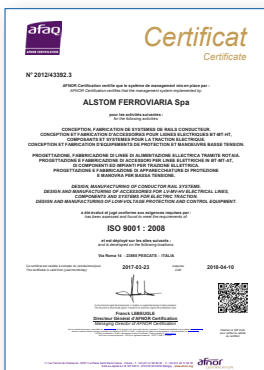 afaq
ISO 9001
Qualité
AFNOR CERTIFICATION
Certificat
Certificate
N° 2012/43392.3
AFNOR Certification certifie que le système de management mis en place par :
AFNOR Certification certifies that the management system implemented by:
ALSTOM FERROVIARIA Spa
pour les activités suivantes :
for the following activities:
CONCEPTION, FABRICATION DE SYSTEMES DE RAILS CONDUCTEUR.
CONCEPTION ET FABRICATION D'ACCESSOIRES POUR LIGNES ELECTRIQUES BT-MT-HT,
COMPOSANTS ET SYSTEMES POUR LA TRACTION ELECTRIQUE.
CONCEPTION ET FABRICATION D'EQUIPEMENTS DE PROTECTION ET MANOEUVRE BASSE TENSION.
PROGETTAZIONE, FABBRICAZIONE DI LINEE DI ALIMENTAZIONE ELETTRICA TRAMITE ROTAIA.
PROGETTAZIONE E FABBRICAZIONE DI ACCESSORI PER LINEE ELETTRICHE IN BT-MT-AT,
DI COMPONENTI ED IMPIANTI PER TRAZIONE ELLETTRICA.
PROGETTAZIONE E FABBRICAZIONE DI APPARECCHIATURE DI PROTEZIONE
E MANOVRA PER BASSE TENSIONE.
DESIGN, MANUFACTURING OF CONDUCTOR RAIL SYSTEMS.
DESIGN AND MANUFACTURING OF ACCESSORIES FOR LV-MV-HV ELECTRICAL LINES,
COMPONENTS AND SYSTEMS FOR ELECTRIC TRACTION.
DESIGN AND MANUFACTURING OF LOW VOLTAGE PROTECTION AND CONTROL EQUIPMENT.
a été évalué et jugé conforme aux exigences requises par :
has been assessed and found to meet the requirements of:
ISO 9001 : 2008
et est déployé sur les sites suivants :
and is developed on the following locations:
Via Roma 14 - 23855 PESCATE - ITALIA
2017-03-23
2018-04-10
Franck LEBEUGLE
Directeur Général d'AFNOR Certification
Managing Director of AFNOR Certification
afnor
CERTIFICATION